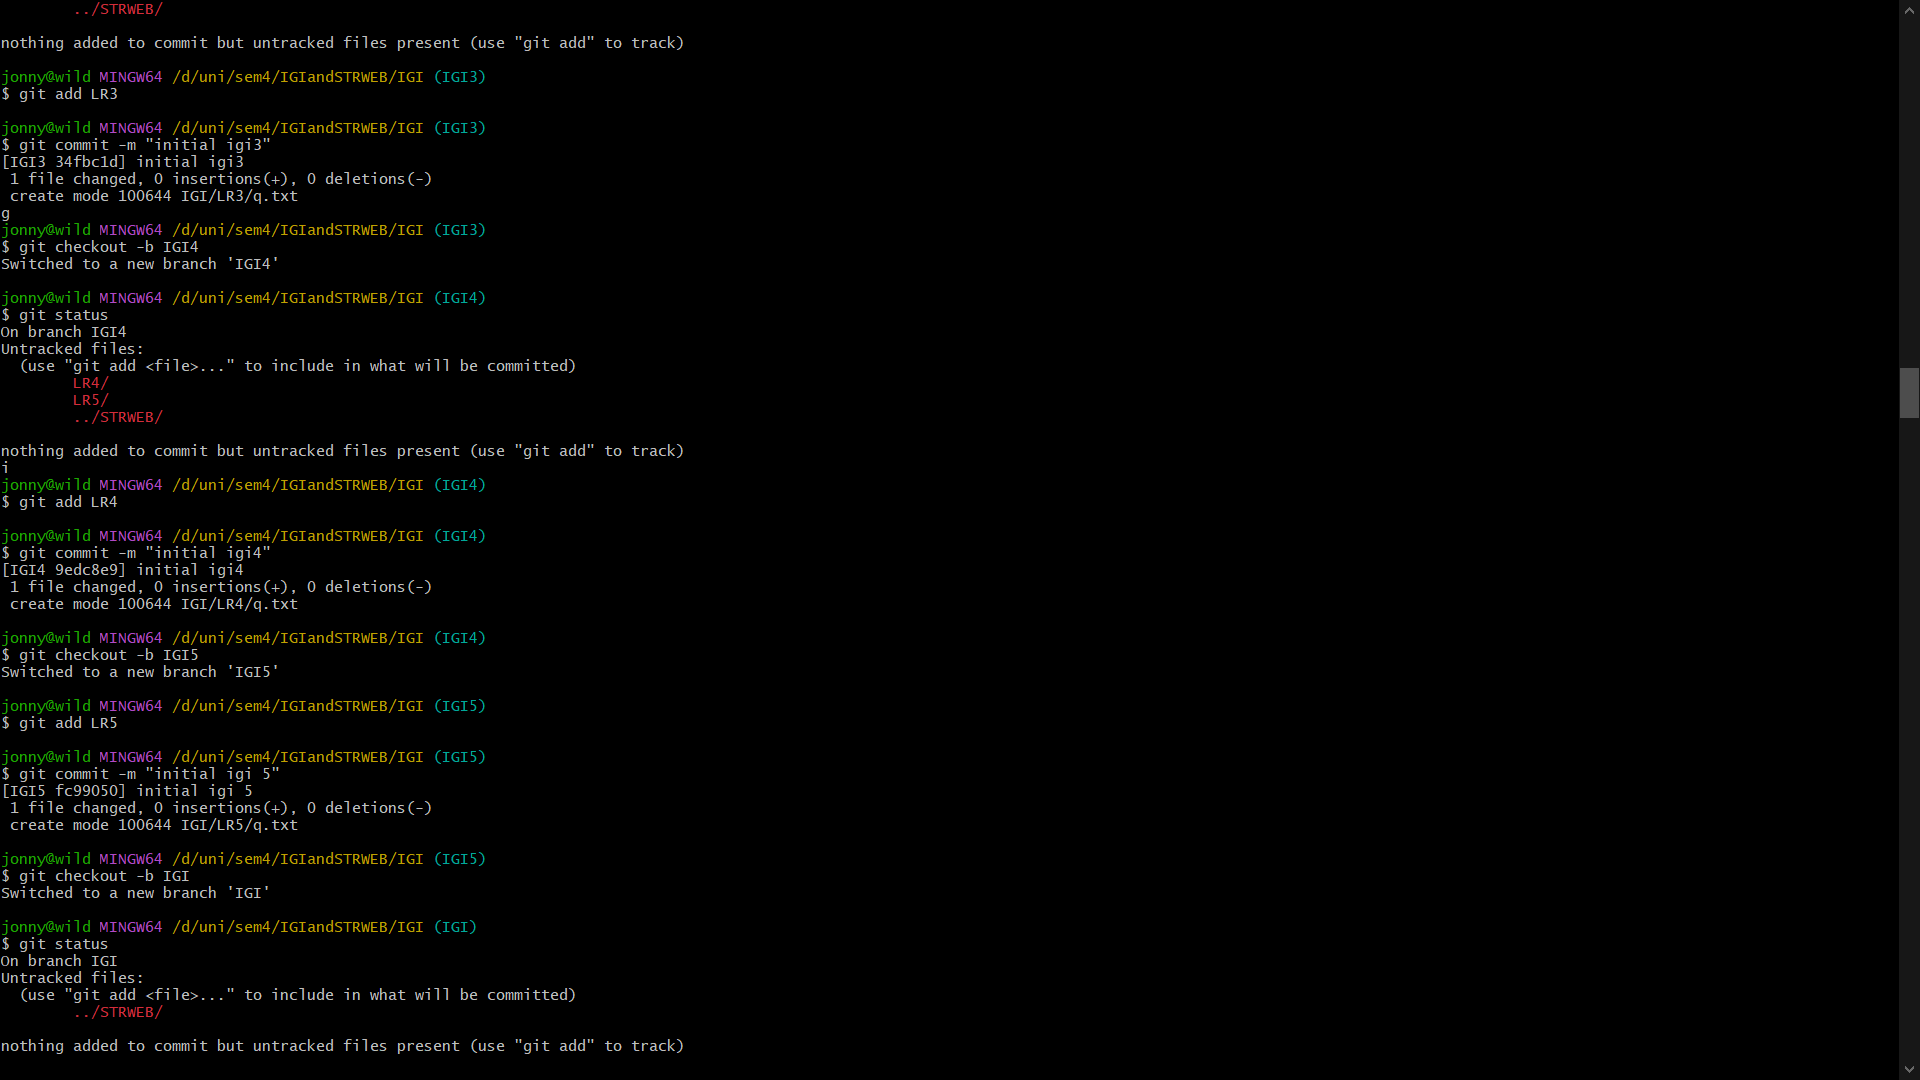 ../STRWEB/
nothing added to commit but untracked files present (use "git add" to track)
jonny@wild MINGW64 /d/uni/sem4/IGIandSTRWEB/IGI (IGI3)
$ git add LR3
jonny@wild MINGW64 /d/uni/sem4/IGIandSTRWEB/IGI (IGI3)
$ git commit -m "initial igi3"
[IGI3 34fbc1d] initial igi3
1 file changed, 0 insertions(+), 0 deletions(-)
create mode 100644 IGI/LR3/q.txt
g
jonny@wild MINGW64 /d/uni/sem4/IGIandSTRWEB/IGI (IGI3)
$ git checkout -b IGI4
Switched to a new branch 'IGI4'
jonny@wild MINGW64 /d/uni/sem4/IGIandSTRWEB/IGI (IGI4)
$ git status
On branch IGI4
Untracked files:
(use "git add <file>..." to include in what will be committed)
LR4/
LR5/
../STRWEB/
nothing added to commit but untracked files present (use "git add" to track)
i
jonny@wild MINGW64 /d/uni/sem4/IGIandSTRWEB/IGI (IGI4)
$ git add LR4
jonny@wild MINGW64 /d/uni/sem4/IGIandSTRWEB/IGI (IGI4)
$ git commit -m "initial igi4"
[IGI4 9edc8e9] initial igi4
1 file changed, 0 insertions(+), 0 deletions(-)
create mode 100644 IGI/LR4/q.txt
jonny@wild MINGW64 /d/uni/sem4/IGIandSTRWEB/IGI (IGI4)
$ git checkout -b IGI5
Switched to a new branch 'IGI5'
jonny@wild MINGW64 /d/uni/sem4/IGIandSTRWEB/IGI (IGI5)
$ git add LR5
jonny@wild MINGW64 /d/uni/sem4/IGIandSTRWEB/IGI (IGI5)
$ git commit -m "initial igi 5"
[IGI5 fc99050] initial igi 5
1 file changed, 0 insertions(+), 0 deletions(-)
create mode 100644 IGI/LR5/q.txt
jonny@wild MINGW64 /d/uni/sem4/IGIandSTRWEB/IGI (IGI5)
$ git checkout -b IGI
Switched to a new branch 'IGI'
jonny@wild MINGW64 /d/uni/sem4/IGIandSTRWEB/IGI (IGI)
$ git status
On branch IGI
Untracked files:
(use "git add <file>..." to include in what will be committed)
../STRWEB/
nothing added to commit but untracked files present (use "git add" to track)